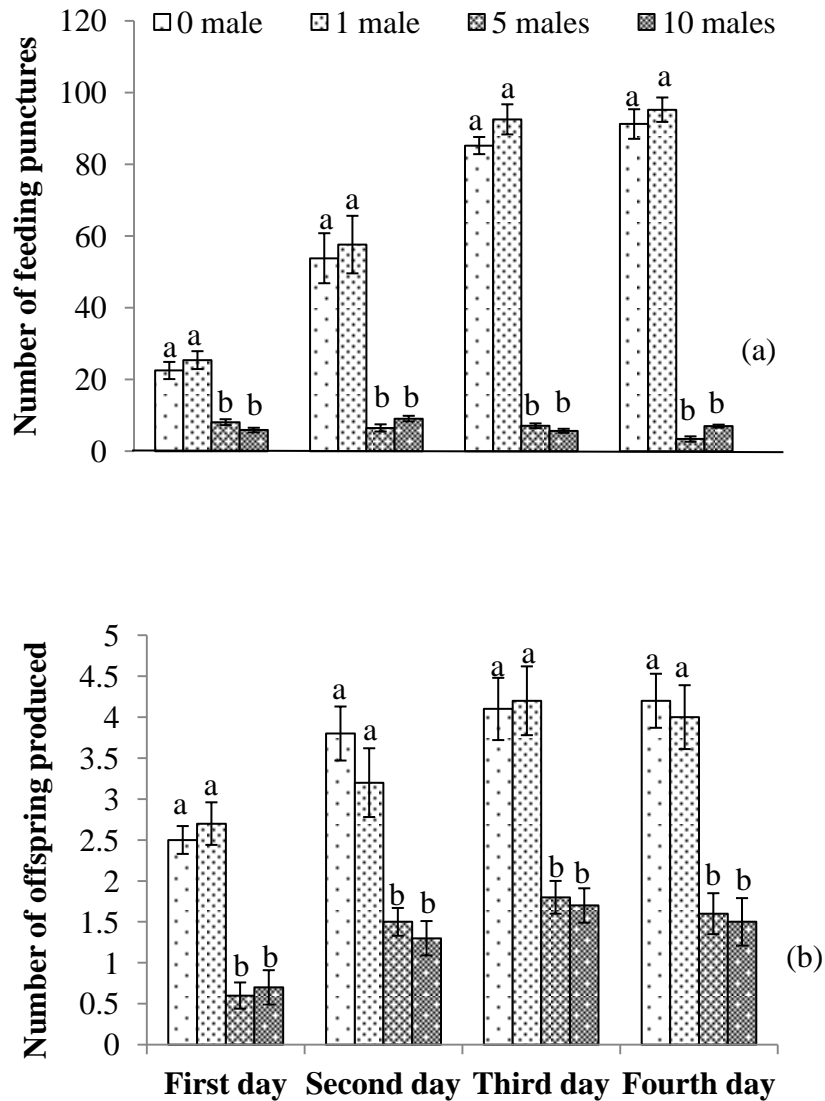 0 male 1 male 5 males 10 males
Number of feeding punctures
120
100
80
60
40
20
0
a a b b
a a b b
a a b b
a a b b
(a)
Number of offspring produced
5
4.5
4
3.5
3
2.5
2
1.5
1
0.5
0
a a b b
a a b b
a a b b
a a b b
(b)
First day Second day Third day Fourth day